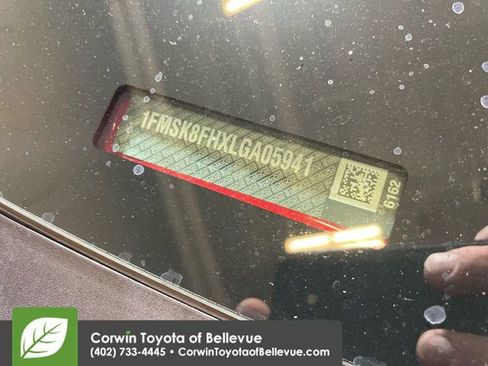 1FMSK8FHXLGA05941
6162
Corwin Toyota of Bellevue
(402) 733-4445 • CorwinToyotaofBellevue.com